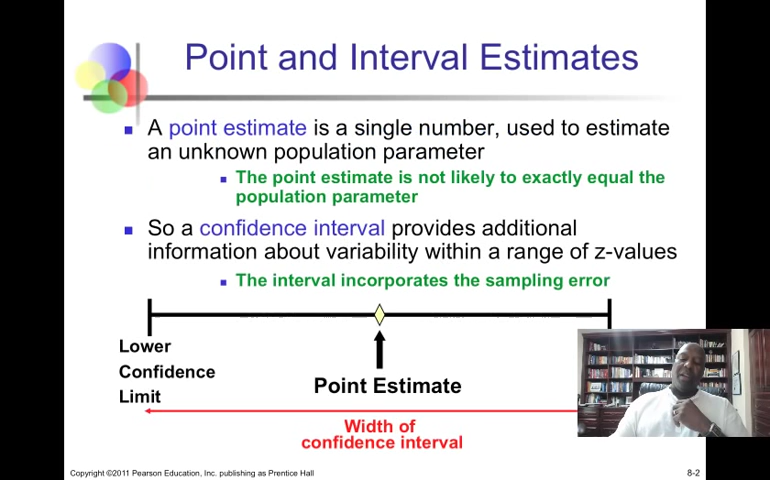 Point and Interval Estimates
A point estimate is a single number, used to estimate
an unknown population parameter
The point estimate is not likely to exactly equal the
population parameter
So a confidence interval provides additional
information about variability within a range of z-values
The interval incorporates the sampling error
Lower
Confidence
Limit
Point Estimate
Width of
confidence interval
Copyright ©2011 Pearson Education, Inc. publishing as Prentice Hall
8-2